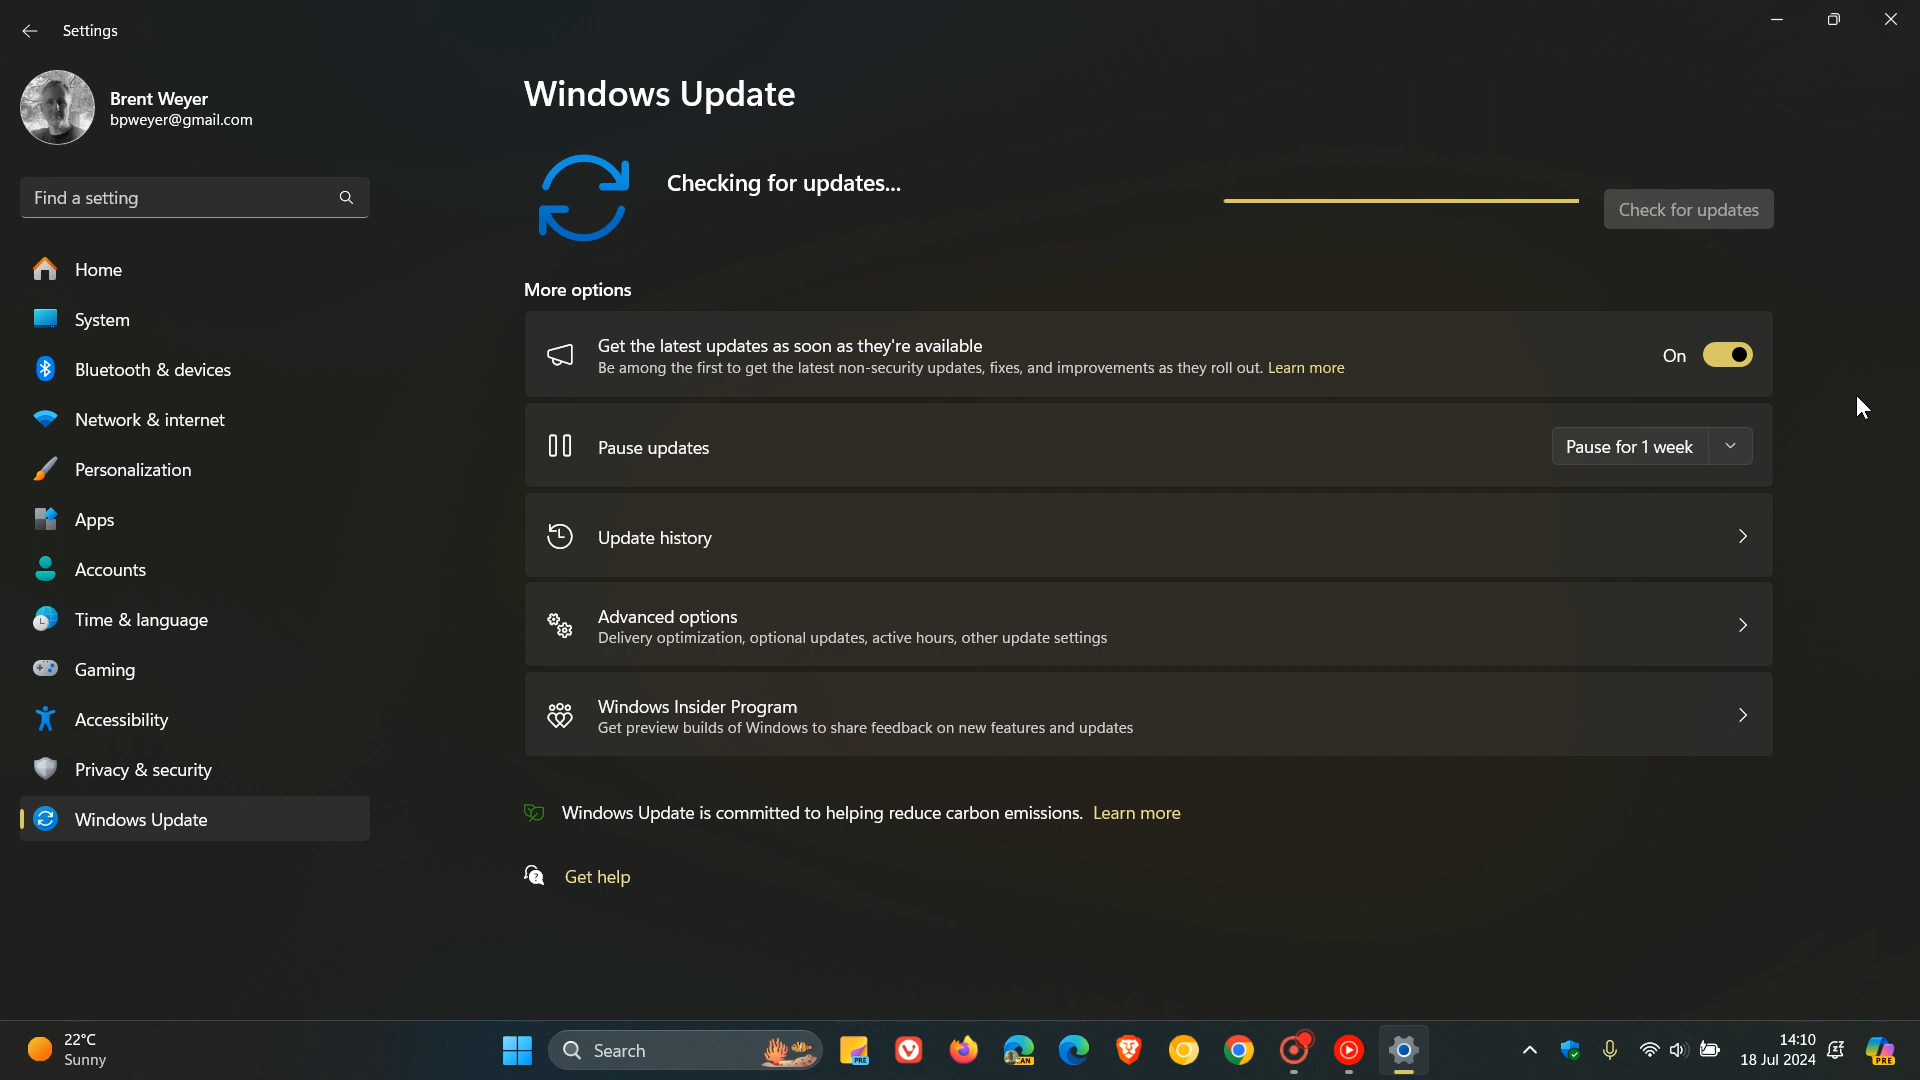 Settings
Brent Weyer
bpweyer@gmail.com
Find a setting
Home
System
Bluetooth & devices
Network & internet
Personalization
Apps
Accounts
Time & language
Gaming
Accessibility
Privacy & security
Windows Update
Windows Update
Checking for updates...
Check for updates
More options
Get the latest updates as soon as they're available
Be among the first to get the latest non-security updates, fixes, and improvements as they roll out. Learn more
On
Pause updates
Pause for 1 week
Update history
Advanced options
Delivery optimization, optional updates, active hours, other update settings
Windows Insider Program
Get preview builds of Windows to share feedback on new features and updates
Windows Update is committed to helping reduce carbon emissions. Learn more
Get help
22°C
Sunny
Search
PRE
CAN
14:10
18 Jul 2024
PRE